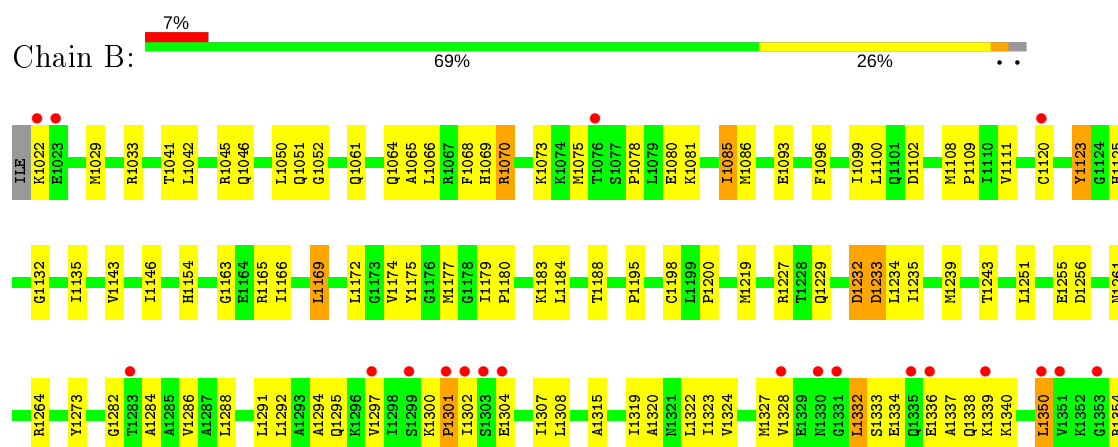 7%
Chain B:
69% 26% • •
ILE K1022 E1023 M1029 R1033 T1041 L1042 R1045 Q1046 L1050 Q1051 G1052 Q1061 Q1064 A1065 L1066 R1067 F1068 H1069 R1070 K1073 K1074 M1075 T1076 S1077 P1078 L1079 E1080 K1081 I1085 M1086 E1093 F1096 I1099 L1100 Q1101 D1102 M1108 P1109 I1110 V1111 C1120 Y1123 G1124 H1125
G1132 I1135 V1143 I1146 H1154 G1163 E1164 R1165 I1166 L1169 L1172 G1173 V1174 Y1175 G1176 M1177 G1178 I1179 P1180 K1183 L1184 T1188 P1195 C1198 L1199 P1200 M1219 R1227 T1228 Q1229 D1232 D1233 L1234 I1235 M1239 T1243 L1251 E1255 D1256 N1261
R1264 Y1273 G1282 T1283 A1284 A1285 V1286 A1287 L1288 L1291 L1292 A1293 A1294 Q1295 K1296 V1297 T1298 S1299 K1300 P1301 I1302 S1303 E1304 I1307 L1308 A1315 I1319 A1320 N1321 L1322 I1323 V1324 M1327 V1328 E1329 N1330 G1331 L1332 S1333 E1334 Q1335 E1336 A1337 Q1338 K1339 K1340 L1350 V1351 K1352 G1353